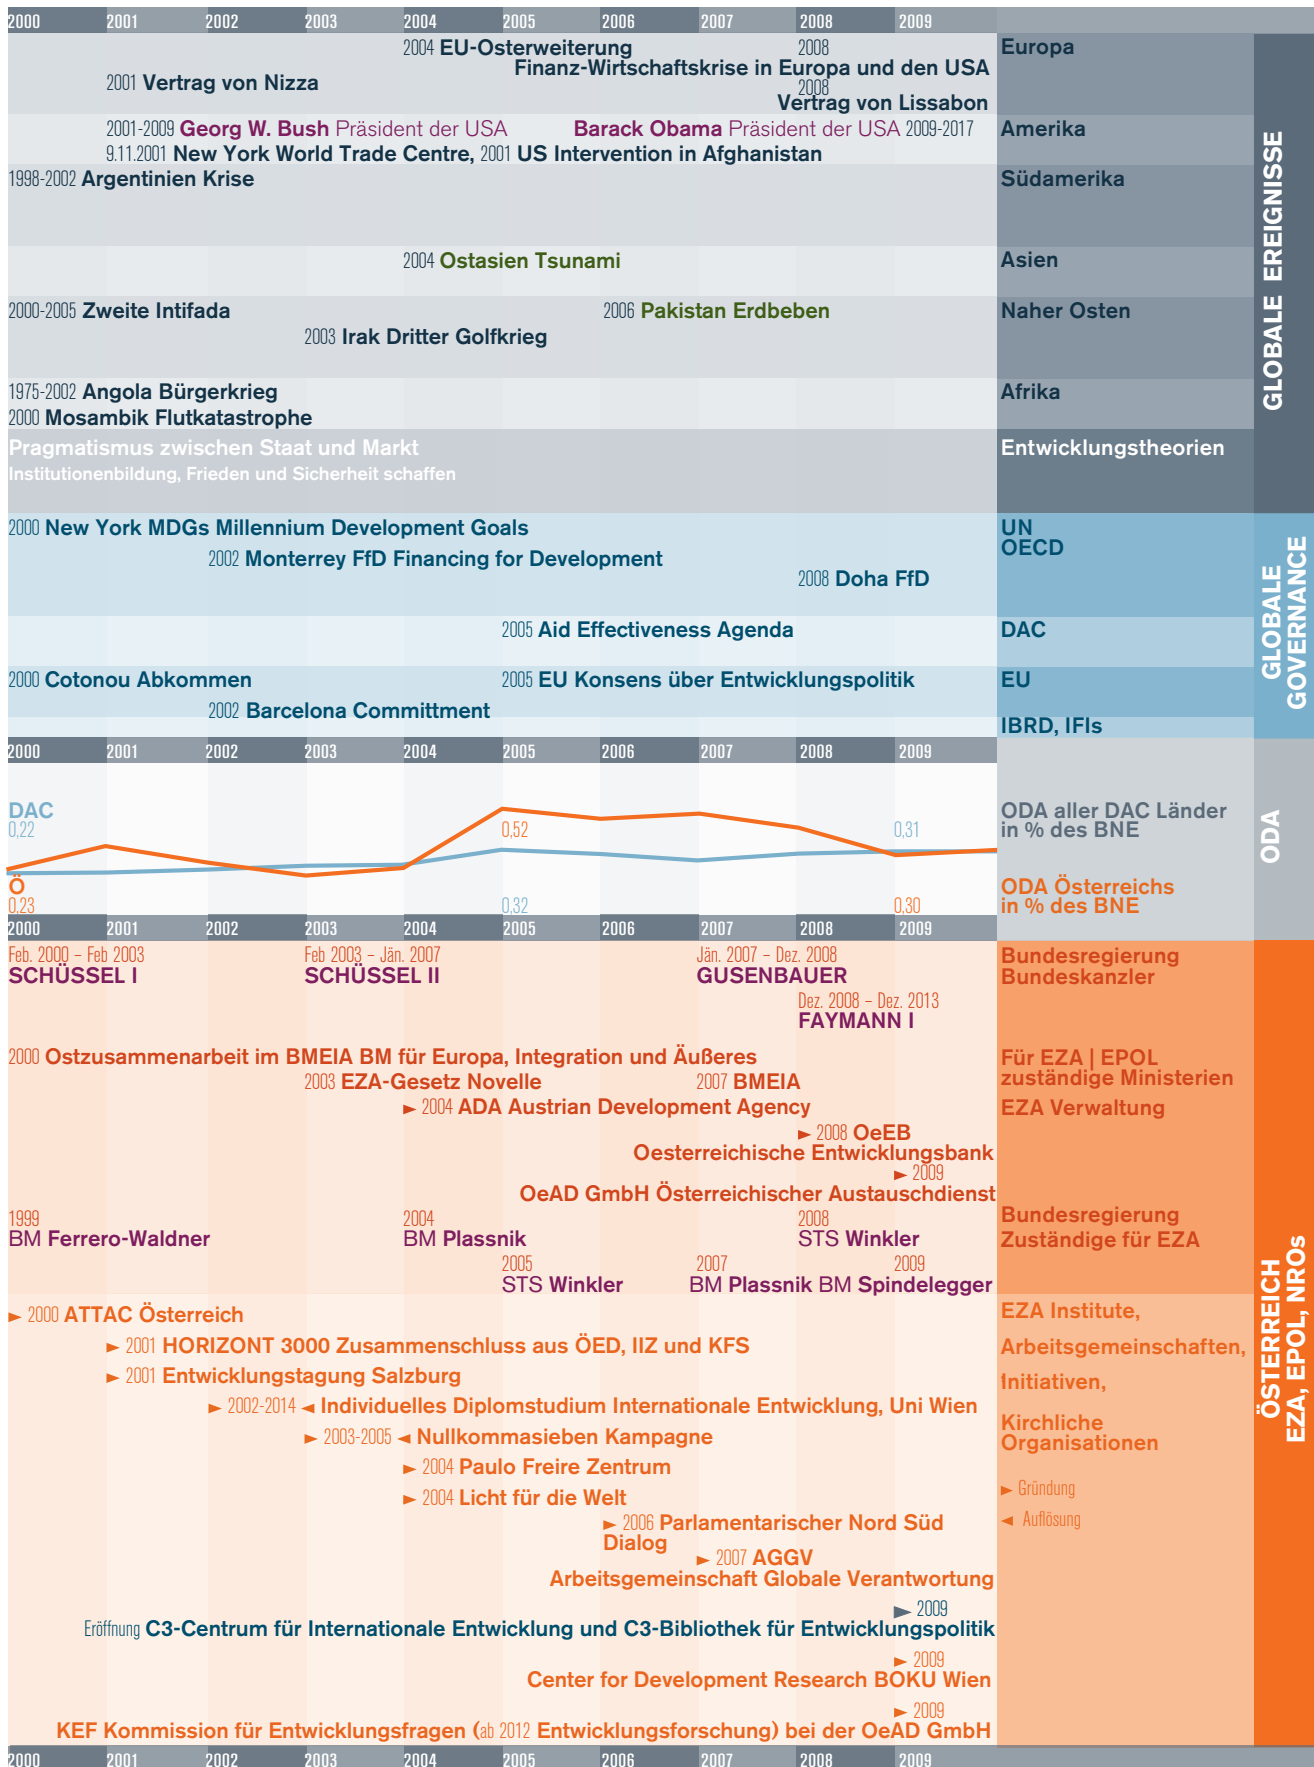 2000 2001 2002 2003 2004 2005 2006 2007 2008 2009
2004 EU-Osterweiterung
2008
Europa
Finanz-Wirtschaftskrise in Europa und den USA
2001 Vertrag von Nizza
2008
Vertrag von Lissabon
2001-2009 Georg W. Bush Präsident der USA
Barack Obama Präsident der USA 2009-2017
Amerika
9.11.2001 New York World Trade Centre, 2001 US Intervention in Afghanistan
1998-2002 Argentinien Krise
Südamerika
2004 Ostasien Tsunami
Asien
2000-2005 Zweite Intifada
2006 Pakistan Erdbeben
Naher Osten
2003 Irak Dritter Golfkrieg
1975-2002 Angola Bürgerkrieg
Afrika
2000 Mosambik Flutkatastrophe
GLOBALE EREIGNISSE
Pragmatismus zwischen Staat und Markt
Entwicklungstheorien
Institutionenbildung, Frieden und Sicherheit schaffen
2000 New York MDGs Millennium Development Goals
UN
OECD
2002 Monterrey FfD Financing for Development
2008 Doha FfD
2005 Aid Effectiveness Agenda
DAC
2000 Cotonou Abkommen
2005 EU Konsens über Entwicklungspolitik
EU
2002 Barcelona Committment
IBRD, IFIs
GLOBALE
GOVERNANCE
2000 2001 2002 2003 2004 2005 2006 2007 2008 2009
DAC
0,22
0,52
0,31
ODA aller DAC Länder
in % des BNE
ODA
Ö
0,23
0,32
0,30
ODA Österreichs
in % des BNE
2000 2001 2002 2003 2004 2005 2006 2007 2008 2009
Feb. 2000 – Feb 2003
SCHÜSSEL I
Feb 2003 – Jän. 2007
SCHÜSSEL II
Jän. 2007 – Dez. 2008
GUSENBAUER
Bundesregierung
Bundeskanzler
Dez. 2008 – Dez. 2013
FAYMANN I
2000 Ostzusammenarbeit im BMEIA BM für Europa, Integration und Äußeres
Für EZA | EPOL
zuständige Ministerien
2003 EZA-Gesetz Novelle
2007 BMEIA
► 2004 ADA Austrian Development Agency
EZA Verwaltung
► 2008 OeEB
Oesterreichische Entwicklungsbank
► 2009
OeAD GmbH Österreichischer Austauschdienst
1999
BM Ferrero-Waldner
2004
BM Plassnik
2008
STS Winkler
Bundesregierung
Zuständige für EZA
2005
STS Winkler
2007
BM Plassnik
2009
BM Spindelegger
ÖSTERREICH
EZA, EPOL, NROs
► 2000 ATTAC Österreich
EZA Institute,
► 2001 HORIZONT 3000 Zusammenschluss aus ÖED, IIZ und KFS
Arbeitsgemeinschaften,
► 2001 Entwicklungstagung Salzburg
Initiativen,
► 2002-2014 ◄ Individuelles Diplomstudium Internationale Entwicklung, Uni Wien
Kirchliche
Organisationen
► 2003-2005 ◄ Nullkommasieben Kampagne
► 2004 Paulo Freire Zentrum
► Gründung
► 2004 Licht für die Welt
◄ Auflösung
► 2006 Parlamentarischer Nord Süd
Dialog
► 2007 AGGV
Arbeitsgemeinschaft Globale Verantwortung
► 2009
Eröffnung C3-Centrum für Internationale Entwicklung und C3-Bibliothek für Entwicklungspolitik
► 2009
Center for Development Research BOKU Wien
► 2009
KEF Kommission für Entwicklungsfragen (ab 2012 Entwicklungsforschung) bei der OeAD GmbH
2000 2001 2002 2003 2004 2005 2006 2007 2008 2009